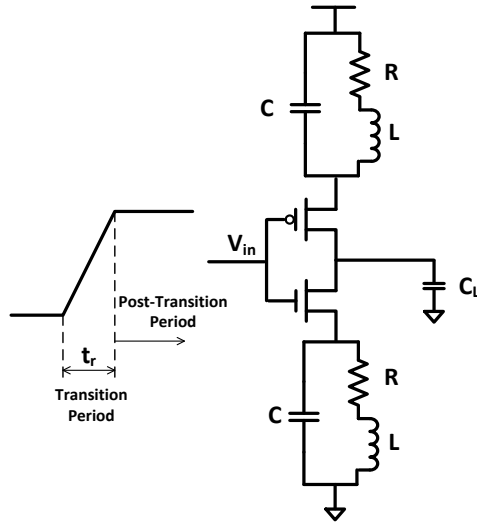 R
C
L
V_in
C_L
Post-Transition
Period
t_r
Transition
Period
R
C
L